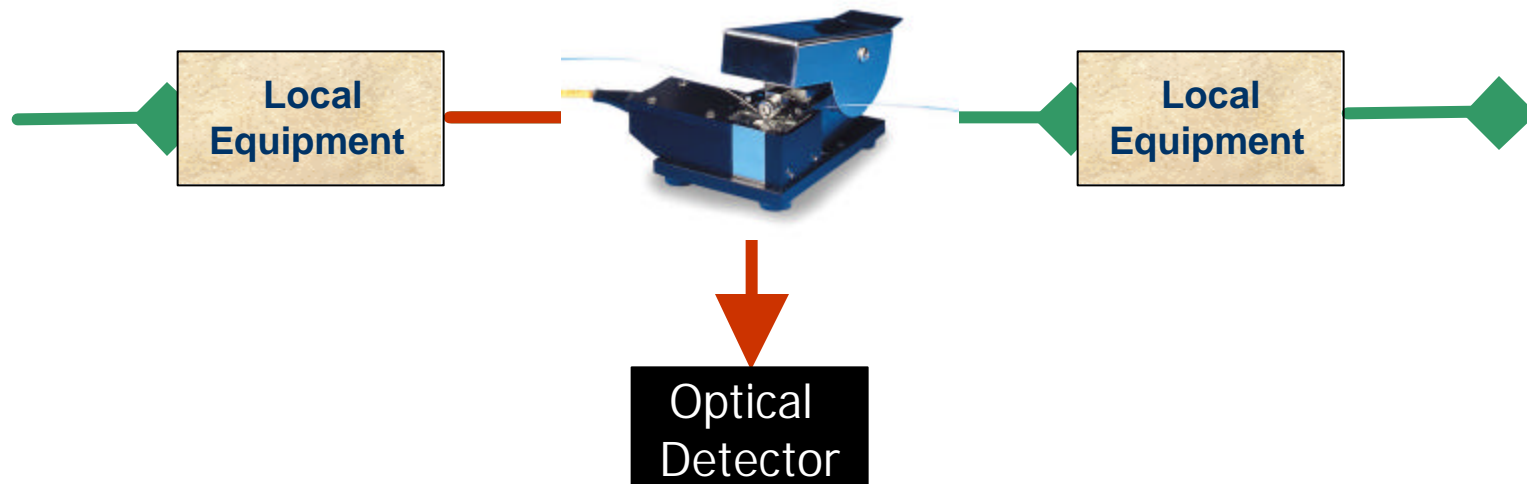 Local
Equipment
Local
Equipment
Optical
Detector